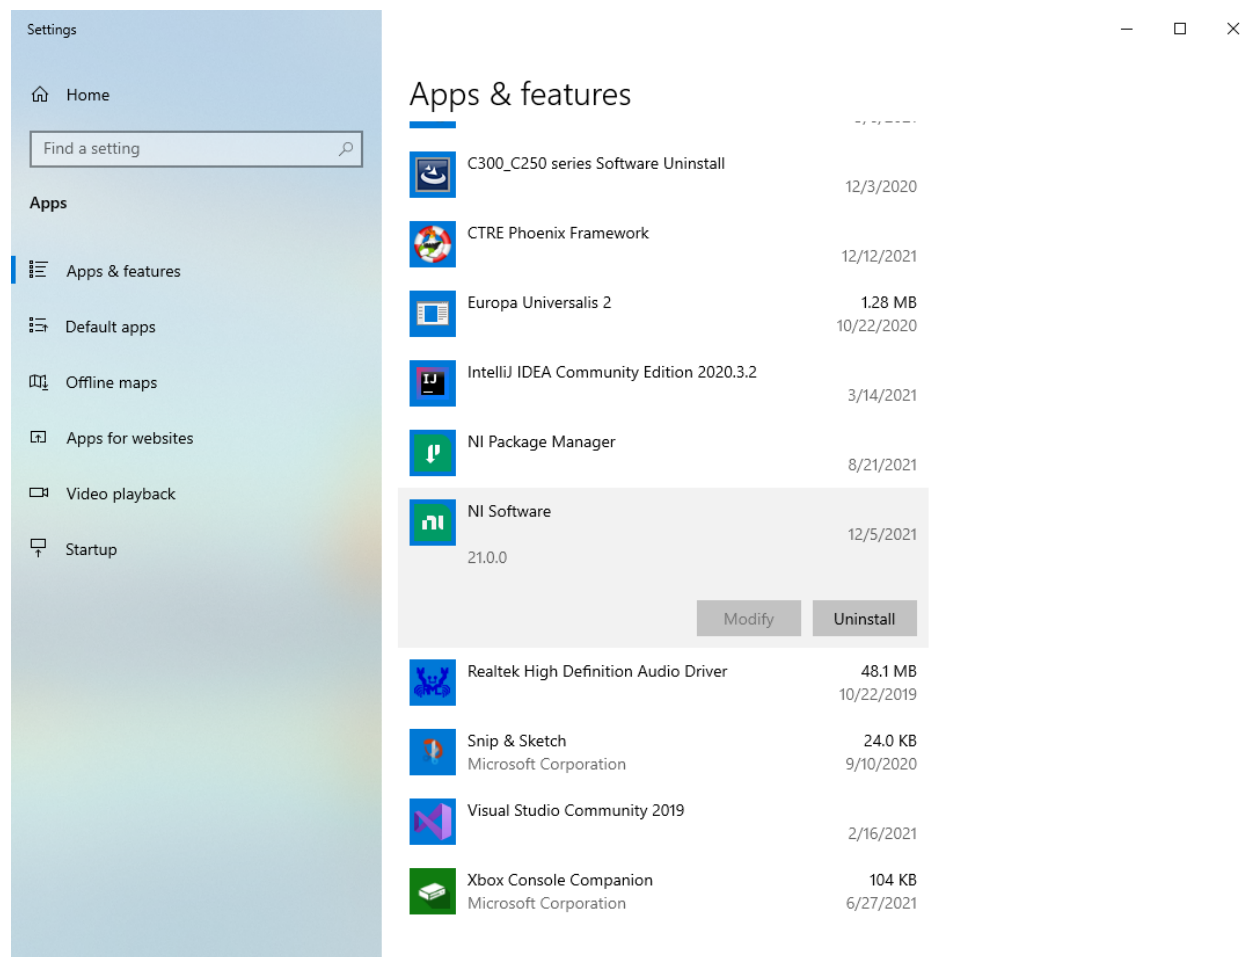 Settings
Home
Find a setting
Apps
Apps & features
Default apps
Offline maps
Apps for websites
Video playback
Startup
Apps & features
C300_C250 series Software Uninstall
12/3/2020
CTRE Phoenix Framework
12/12/2021
Europa Universalis 2
1.28 MB
10/22/2020
IntelliJ IDEA Community Edition 2020.3.2
3/14/2021
NI Package Manager
8/21/2021
NI Software
12/5/2021
21.0.0
Modify
Uninstall
Realtek High Definition Audio Driver
48.1 MB
10/22/2019
Snip & Sketch
24.0 KB
Microsoft Corporation
9/10/2020
Visual Studio Community 2019
2/16/2021
Xbox Console Companion
104 KB
Microsoft Corporation
6/27/2021